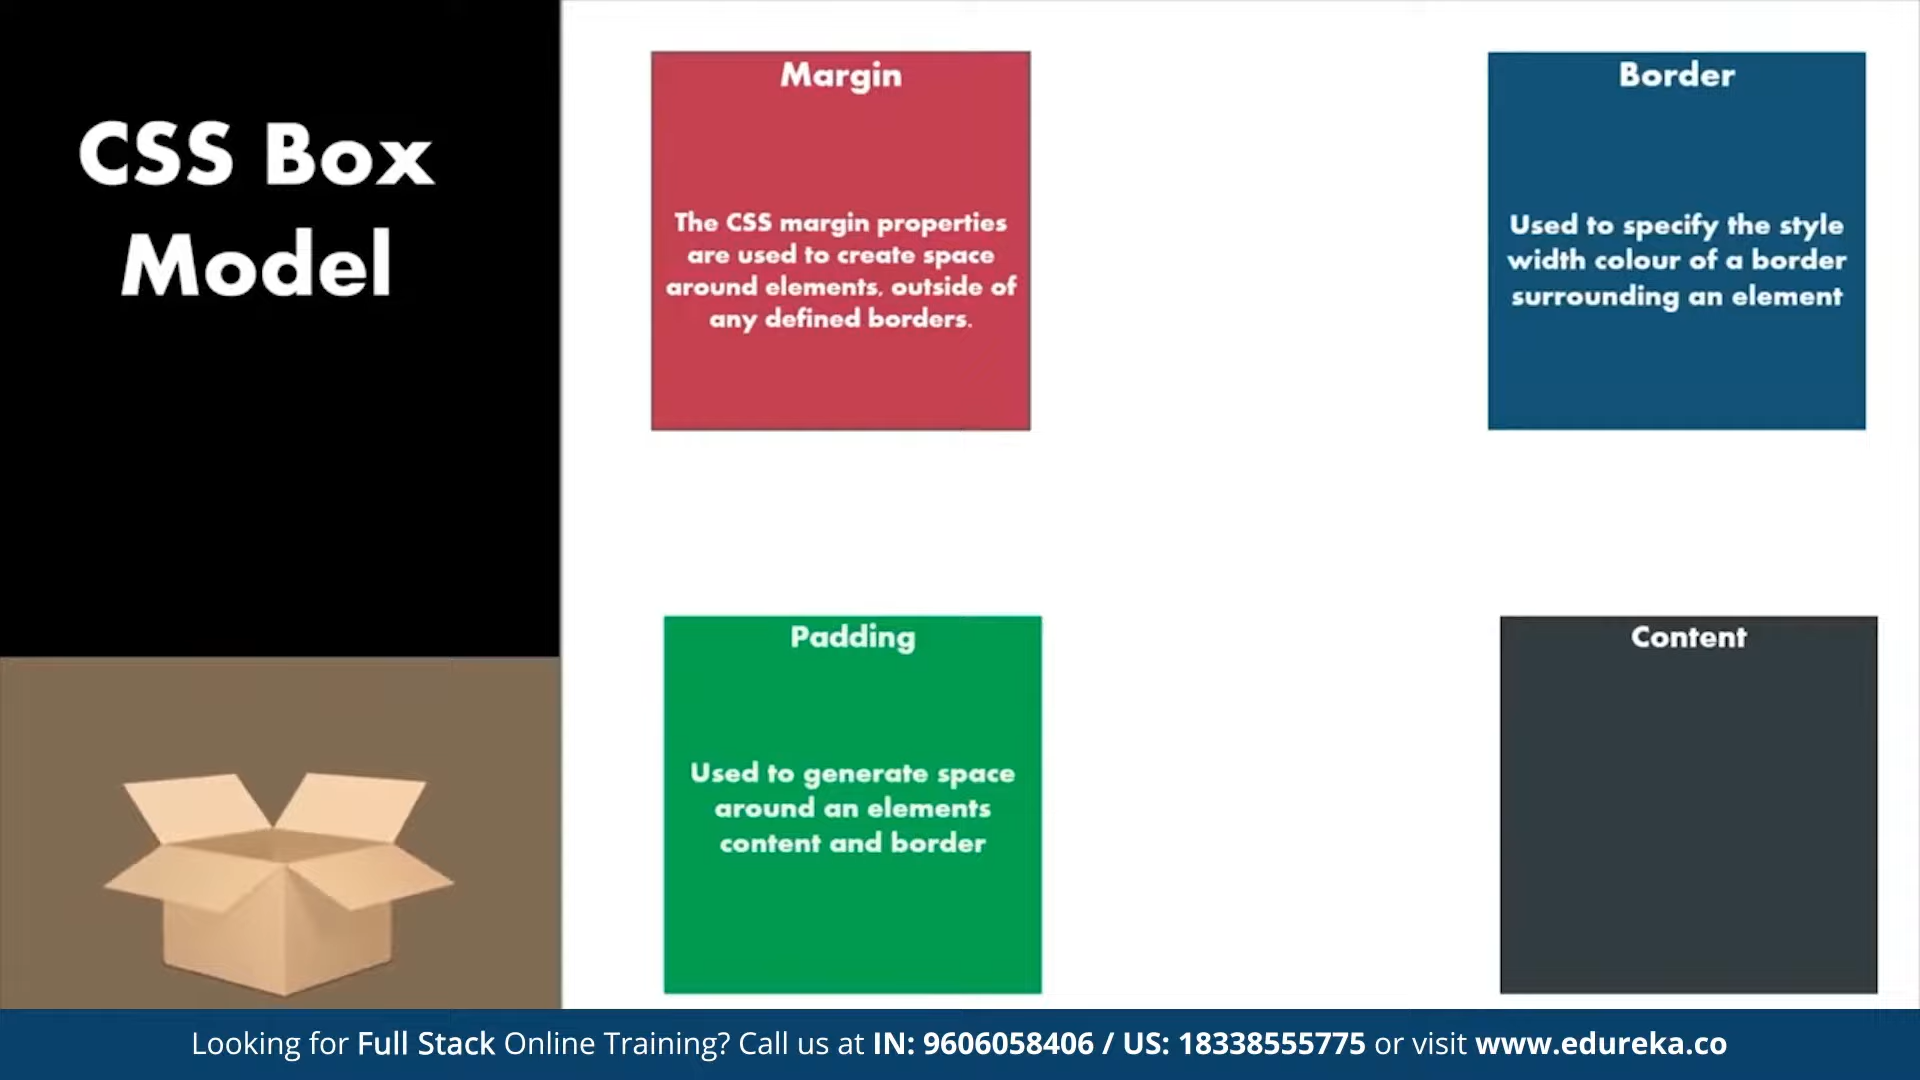 CSS Box
Model
Margin
The CSS margin properties
are used to create space
around elements, outside of
any defined borders.
Border
Used to specify the style
width colour of a border
surrounding an element
Padding
Used to generate space
around an elements
content and border
Content
Looking for Full Stack Online Training? Call us at IN: 9606058406 / US: 18338555775 or visit www.edureka.co